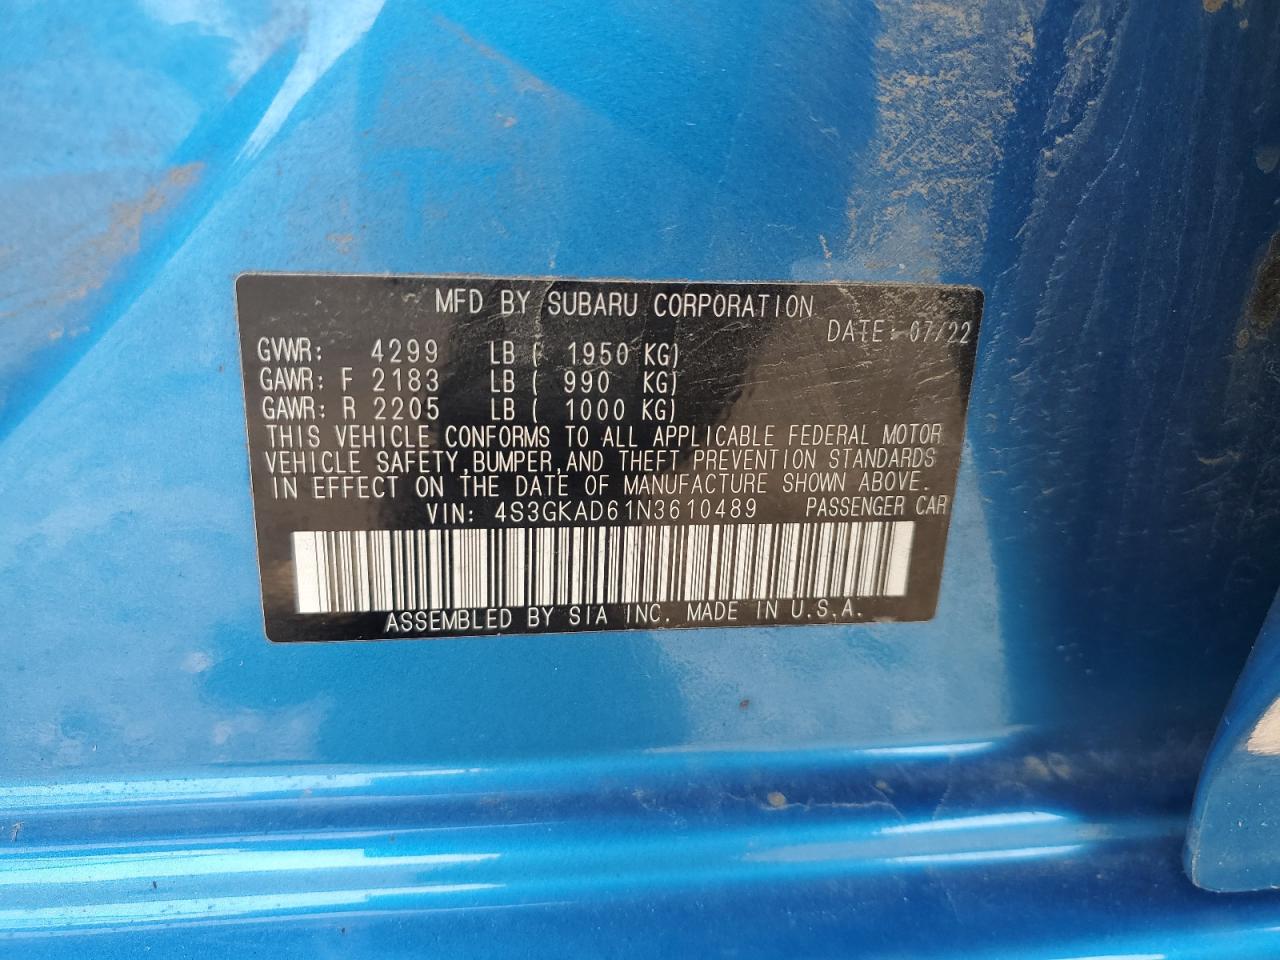 MFD BY SUBARU CORPORATION
DATE: 07/22
GVWR: 4299 LB ( 1950 KG)
GAWR: F 2183 LB ( 990 KG)
GAWR: R 2205 LB ( 1000 KG)
THIS VEHICLE CONFORMS TO ALL APPLICABLE FEDERAL MOTOR
VEHICLE SAFETY,BUMPER,AND THEFT PREVENTION STANDARDS
IN EFFECT ON THE DATE OF MANUFACTURE SHOWN ABOVE.
VIN: 4S3GKAD61N3610489 PASSENGER CAR
ASSEMBLED BY SIA INC. MADE IN U.S.A.